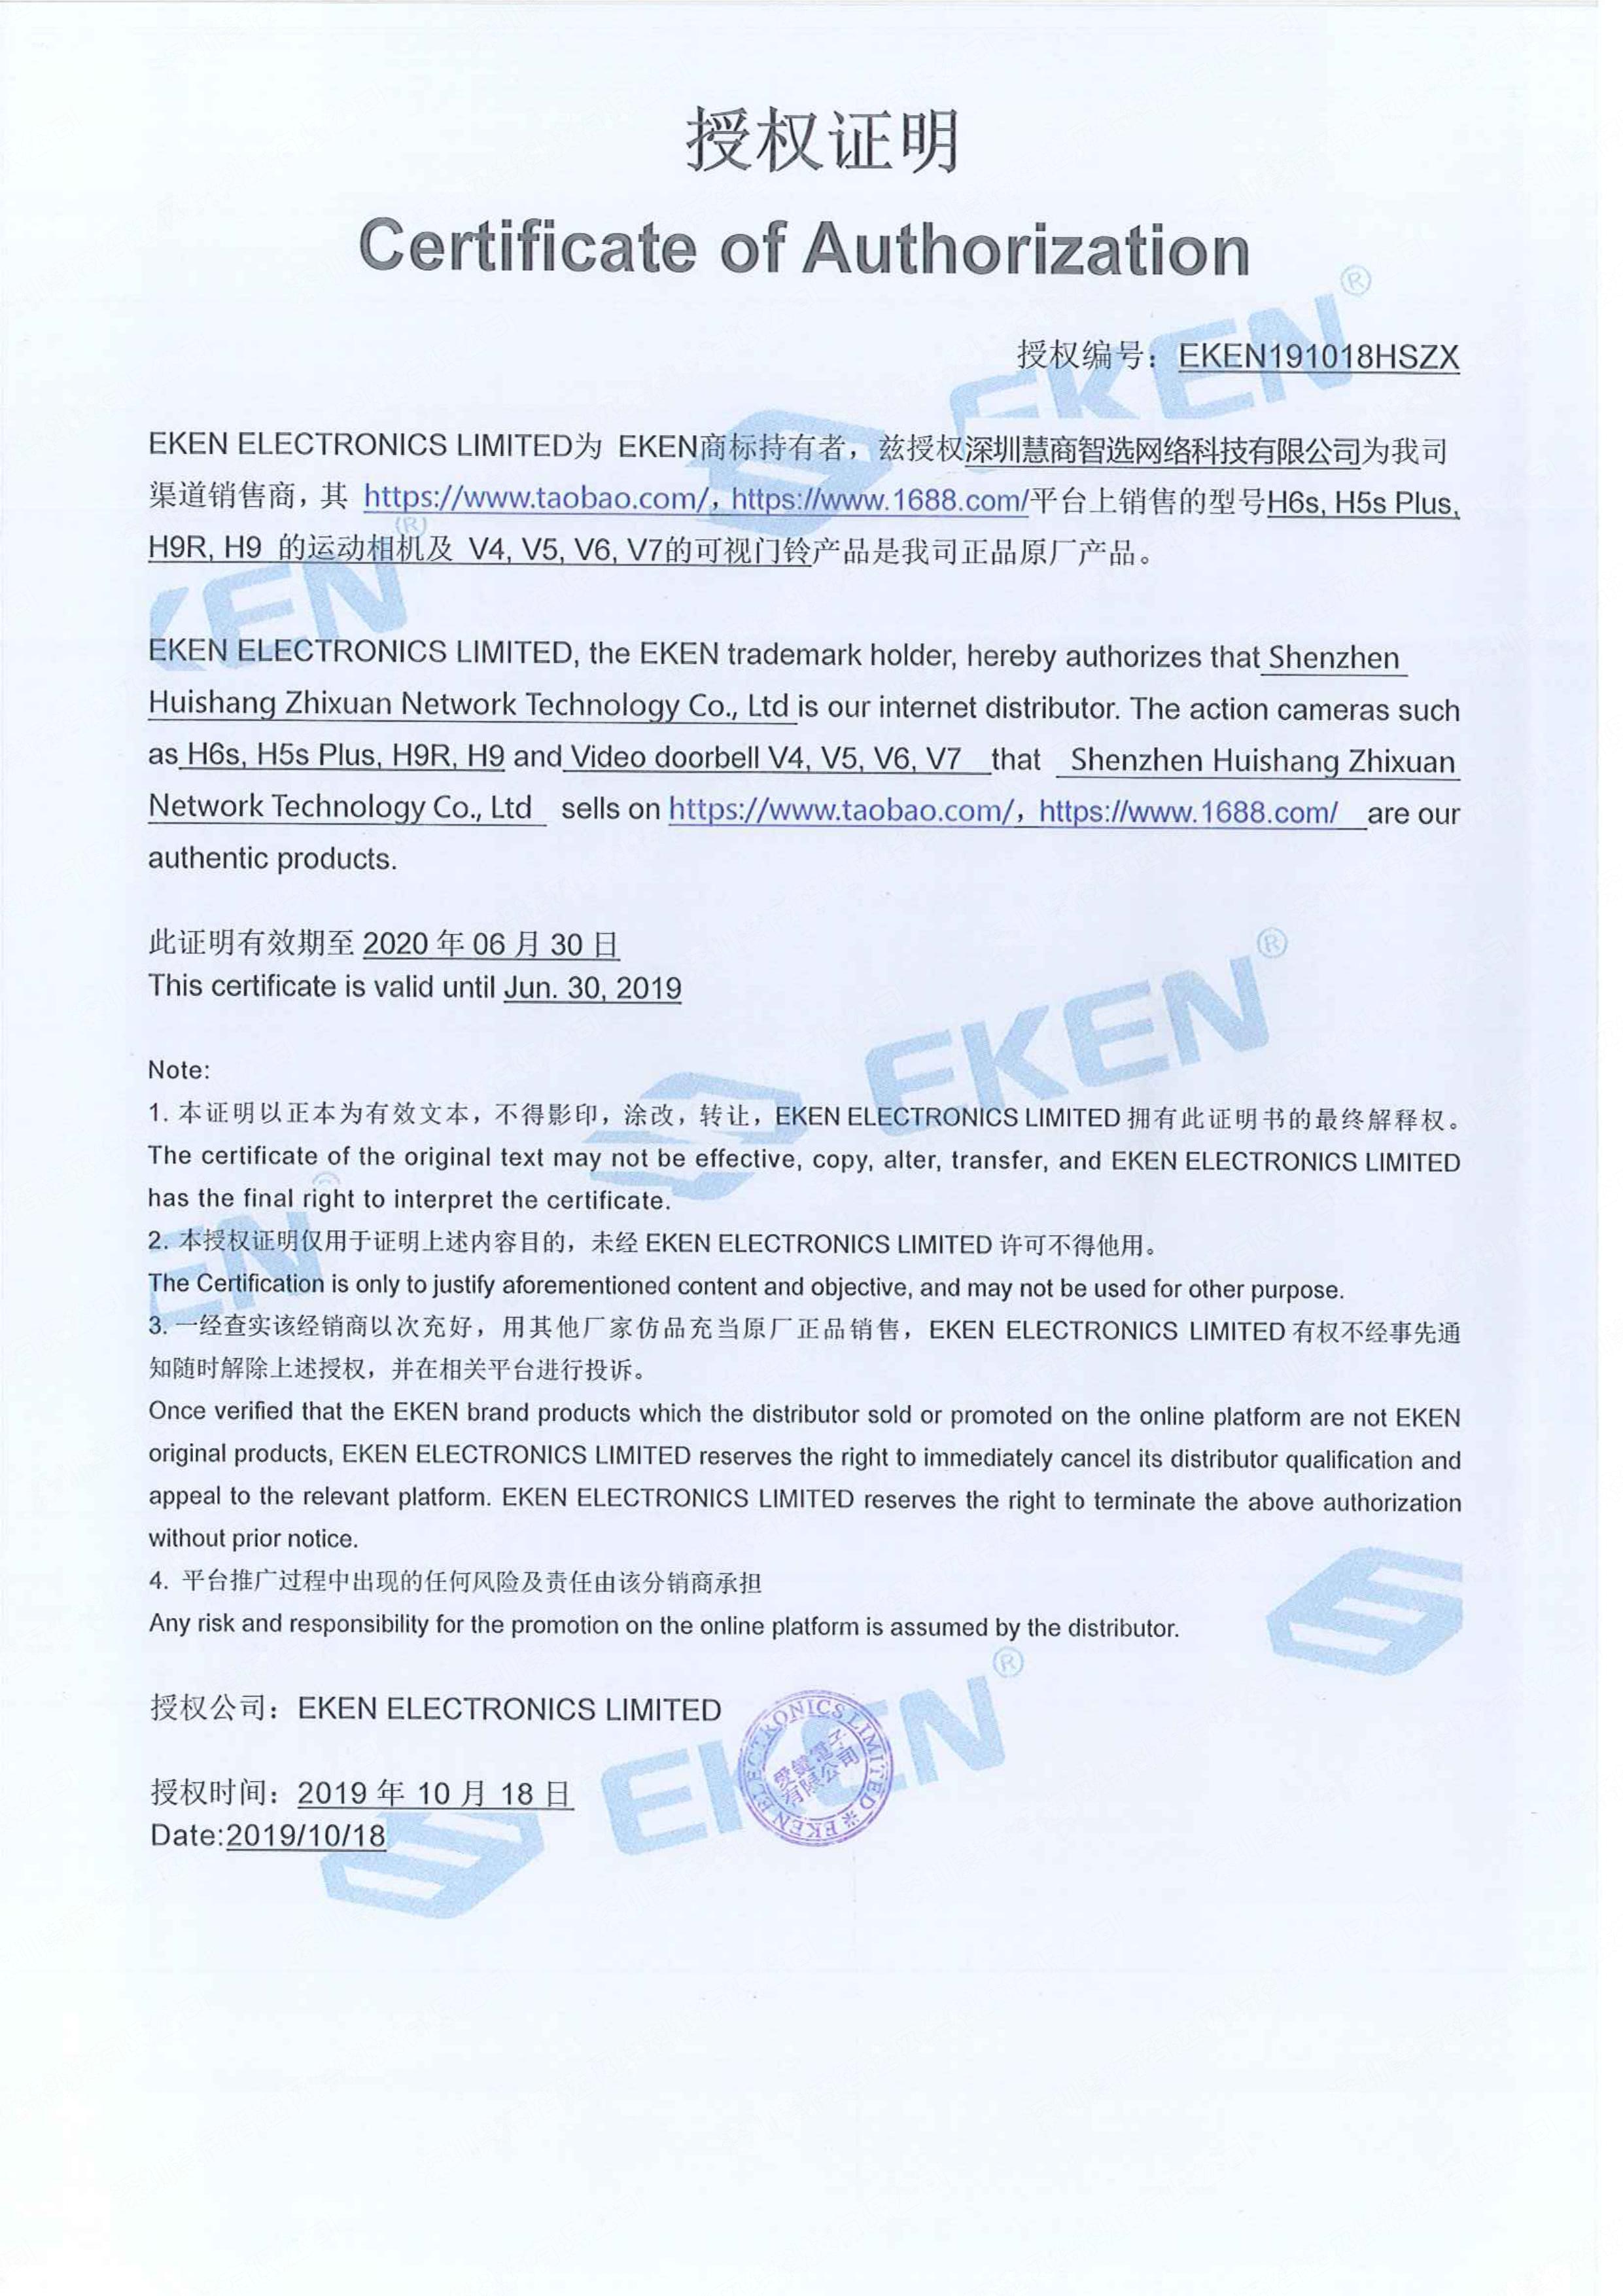 授权证明
Certificate of Authorization
授权编号：EKEN191018HSZX
EKEN ELECTRONICS LIMITED为 EKEN商标持有者，兹授权深圳慧商智选网络科技有限公司为我司
渠道销售商，其 https://www.taobao.com/，https://www.1688.com/平台上销售的型号H6s, H5s Plus,
H9R, H9 的运动相机及 V4, V5, V6, V7的可视门铃产品是我司正品原厂产品。
EKEN ELECTRONICS LIMITED, the EKEN trademark holder, hereby authorizes that Shenzhen
Huishang Zhixuan Network Technology Co., Ltd is our internet distributor. The action cameras such
as H6s, H5s Plus, H9R, H9 and Video doorbell V4, V5, V6, V7 that Shenzhen Huishang Zhixuan
Network Technology Co., Ltd sells on https://www.taobao.com/，https://www.1688.com/ are our
authentic products.
此证明有效期至 2020 年 06 月 30 日
This certificate is valid until Jun. 30, 2019
Note:
1. 本证明以正本为有效文本，不得影印，涂改，转让，EKEN ELECTRONICS LIMITED 拥有此证明书的最终解释权。
The certificate of the original text may not be effective, copy, alter, transfer, and EKEN ELECTRONICS LIMITED
has the final right to interpret the certificate.
2. 本授权证明仅用于证明上述内容目的，未经 EKEN ELECTRONICS LIMITED 许可不得他用。
The Certification is only to justify aforementioned content and objective, and may not be used for other purpose.
3. 一经查实该经销商以次充好，用其他厂家仿品充当原厂正品销售，EKEN ELECTRONICS LIMITED 有权不经事先通
知随时解除上述授权，并在相关平台进行投诉。
Once verified that the EKEN brand products which the distributor sold or promoted on the online platform are not EKEN
original products, EKEN ELECTRONICS LIMITED reserves the right to immediately cancel its distributor qualification and
appeal to the relevant platform. EKEN ELECTRONICS LIMITED reserves the right to terminate the above authorization
without prior notice.
4. 平台推广过程中出现的任何风险及责任由该分销商承担
Any risk and responsibility for the promotion on the online platform is assumed by the distributor.
授权公司：EKEN ELECTRONICS LIMITED
授权时间：2019 年 10 月 18 日
Date:2019/10/18
EKEN ELECTRONICS LIMITED
有限公司
EKEN®
EKEN®
EKEN®